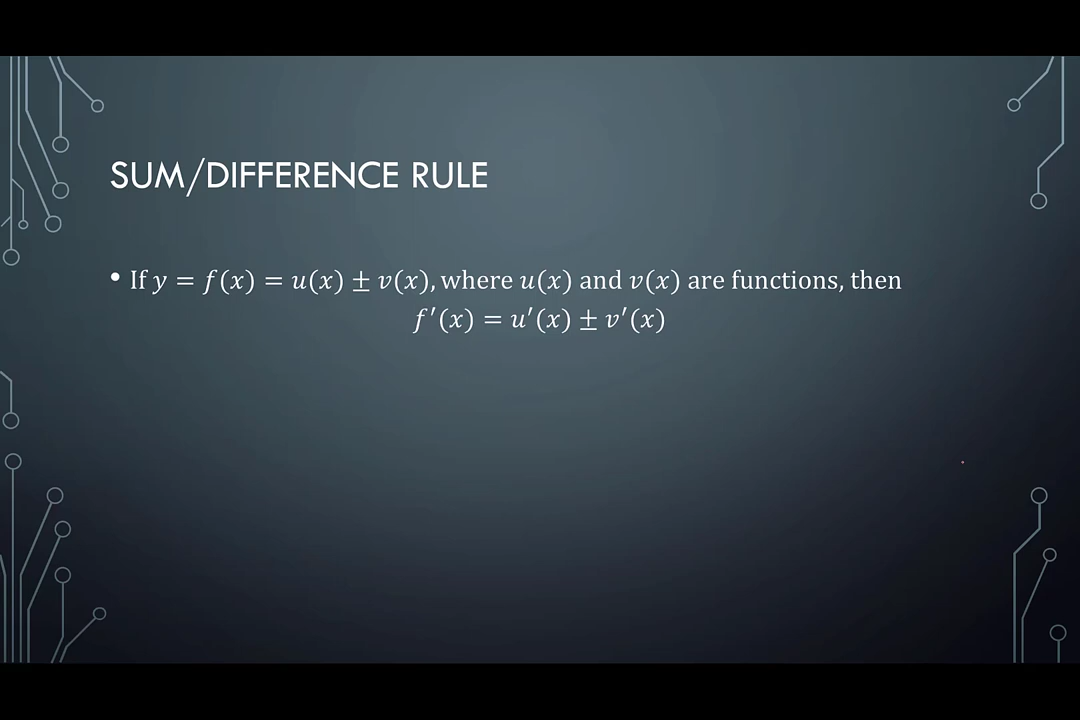 SUM/DIFFERENCE RULE
• If y = f(x) = u(x) ± v(x), where u(x) and v(x) are functions, then
f′(x) = u′(x) ± v′(x)